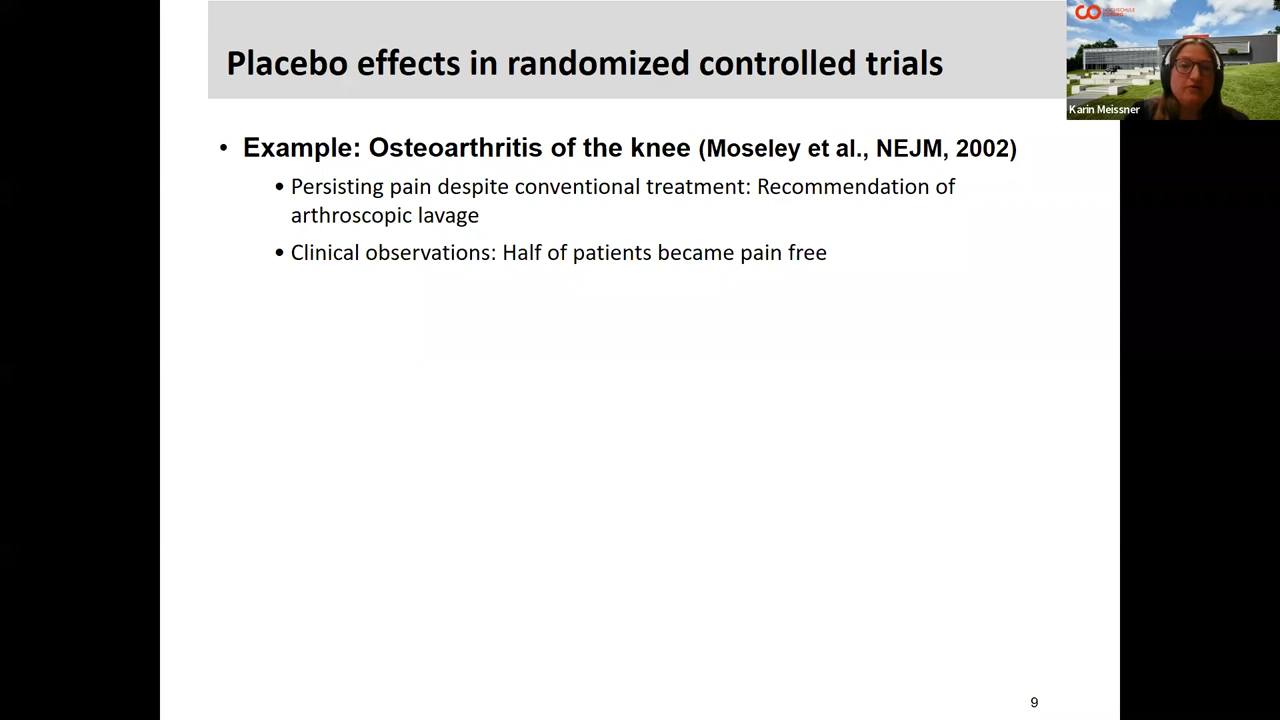 Placebo effects in randomized controlled trials
Karin Meissner
• Example: Osteoarthritis of the knee (Moseley et al., NEJM, 2002)
• Persisting pain despite conventional treatment: Recommendation of
arthroscopic lavage
• Clinical observations: Half of patients became pain free
9